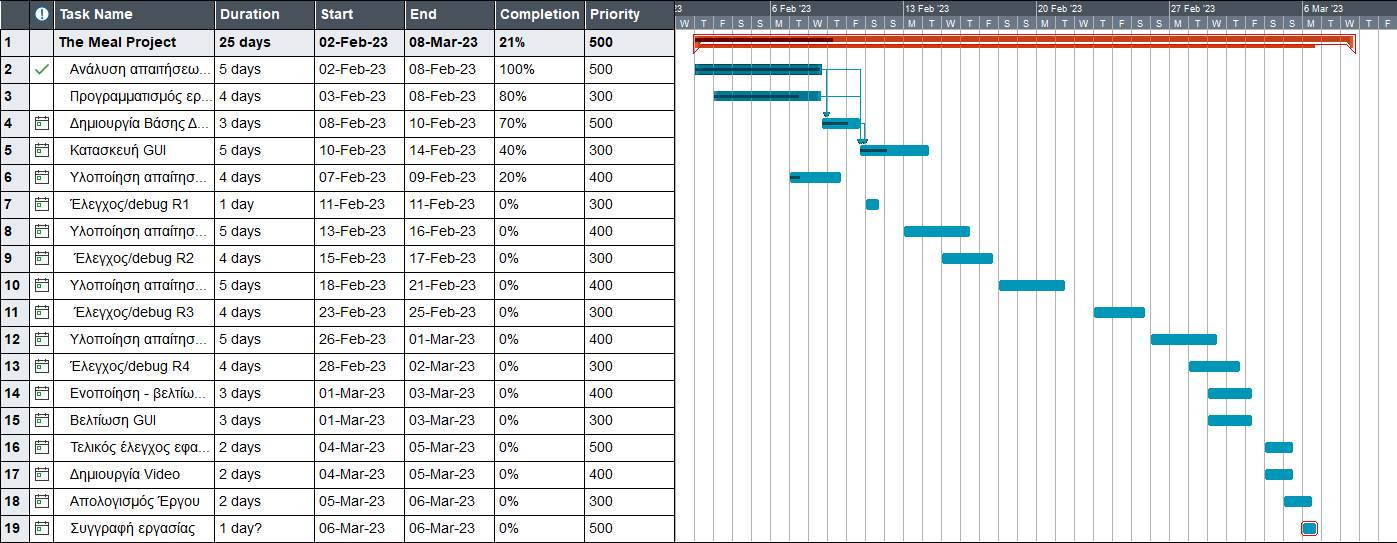 Task Name Duration Start End Completion Priority
23 6 Feb '23 13 Feb '23 20 Feb '23 27 Feb '23 6 Mar '23
W T F S S M T W T F S S M T W T F S S M T W T F S S M T W T F S S M T W T F
1 The Meal Project 25 days 02-Feb-23 08-Mar-23 21% 500
2 Ανάλυση απαιτήσεω... 5 days 02-Feb-23 08-Feb-23 100% 500
3 Προγραμματισμός ερ... 4 days 03-Feb-23 08-Feb-23 80% 300
4 Δημιουργία Βάσης Δ... 3 days 08-Feb-23 10-Feb-23 70% 500
5 Κατασκευή GUI 5 days 10-Feb-23 14-Feb-23 40% 300
6 Υλοποίηση απαίτησ... 4 days 07-Feb-23 09-Feb-23 20% 400
7 Έλεγχος/debug R1 1 day 11-Feb-23 11-Feb-23 0% 300
8 Υλοποίηση απαίτησ... 5 days 13-Feb-23 16-Feb-23 0% 400
9 Έλεγχος/debug R2 4 days 15-Feb-23 17-Feb-23 0% 300
10 Υλοποίηση απαίτησ... 5 days 18-Feb-23 21-Feb-23 0% 400
11 Έλεγχος/debug R3 4 days 23-Feb-23 25-Feb-23 0% 300
12 Υλοποίηση απαίτησ... 5 days 26-Feb-23 01-Mar-23 0% 400
13 Έλεγχος/debug R4 4 days 28-Feb-23 02-Mar-23 0% 300
14 Ενοποίηση - βελτίω... 3 days 01-Mar-23 03-Mar-23 0% 400
15 Βελτίωση GUI 3 days 01-Mar-23 03-Mar-23 0% 300
16 Τελικός έλεγχος εφα... 2 days 04-Mar-23 05-Mar-23 0% 500
17 Δημιουργία Video 2 days 04-Mar-23 05-Mar-23 0% 400
18 Απολογισμός Έργου 2 days 05-Mar-23 06-Mar-23 0% 300
19 Συγγραφή εργασίας 1 day? 06-Mar-23 06-Mar-23 0% 500